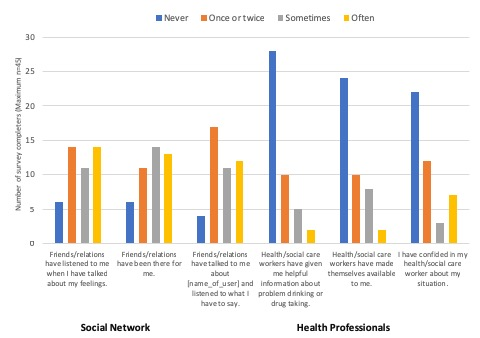 Never Once or twice Sometimes Often
Number of survey completers (Maximum n=45)
30
25
20
15
10
5
0
Friends/relations
have listened to me
when I have talked
about my feelings.
Friends/relations
have been there for
me.
Friends/relations
have talked to me
about
[name_of_user] and
listened to what I
have to say.
Health/social care
workers have given
me helpful
information about
problem drinking or
drug taking.
Health/social care
workers have made
themselves available
to me.
I have confided in my
health/social care
worker about my
situation.
Social Network
Health Professionals